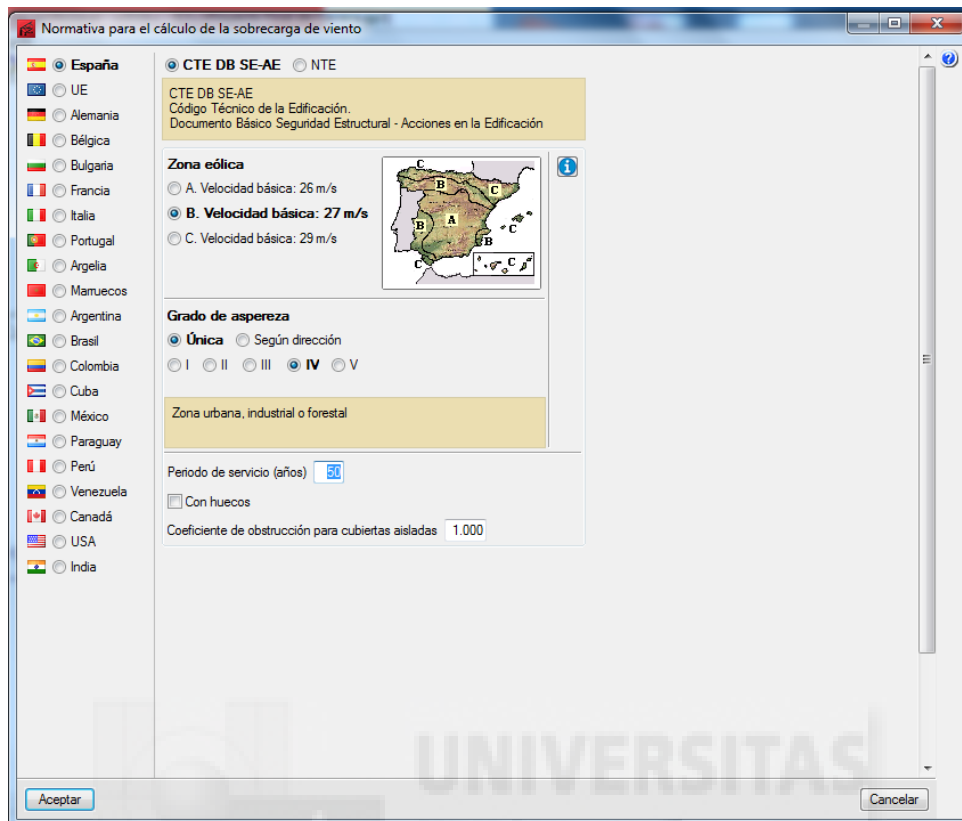 Normativa para el cálculo de la sobrecarga de viento
España
UE
Alemania
Bélgica
Bulgaria
Francia
Italia
Portugal
Argelia
Marruecos
Argentina
Brasil
Colombia
Cuba
México
Paraguay
Perú
Venezuela
Canadá
USA
India
CTE DB SE-AE NTE
CTE DB SE-AE
Código Técnico de la Edificación.
Documento Básico Seguridad Estructural - Acciones en la Edificación
Zona eólica
A. Velocidad básica: 26 m/s
B. Velocidad básica: 27 m/s
C. Velocidad básica: 29 m/s
C
B
C
B
A
C
B
C
C
Grado de aspereza
Única Según dirección
I II III IV V
Zona urbana, industrial o forestal
Periodo de servicio (años) 50
Con huecos
Coeficiente de obstrucción para cubiertas aisladas 1.000
UNIVERSITAS
Aceptar Cancelar